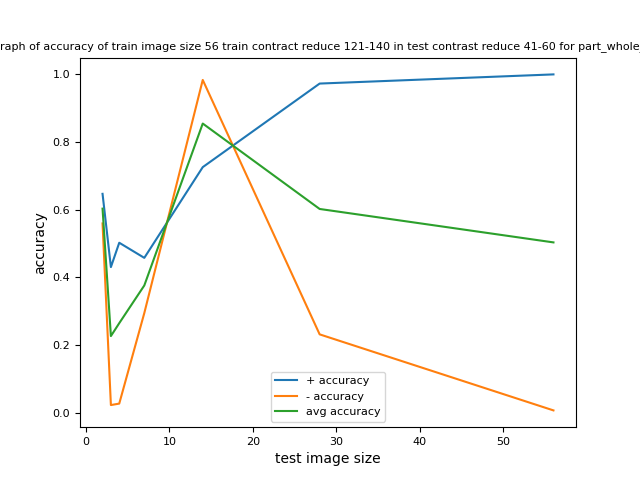 raph of accuracy of train image size 56 train contract reduce 121-140 in test contrast reduce 41-60 for part_whole_
1.0
0.8
0.6
0.4
0.2
0.0
accuracy
+ accuracy
- accuracy
avg accuracy
0 10 20 30 40 50
test image size